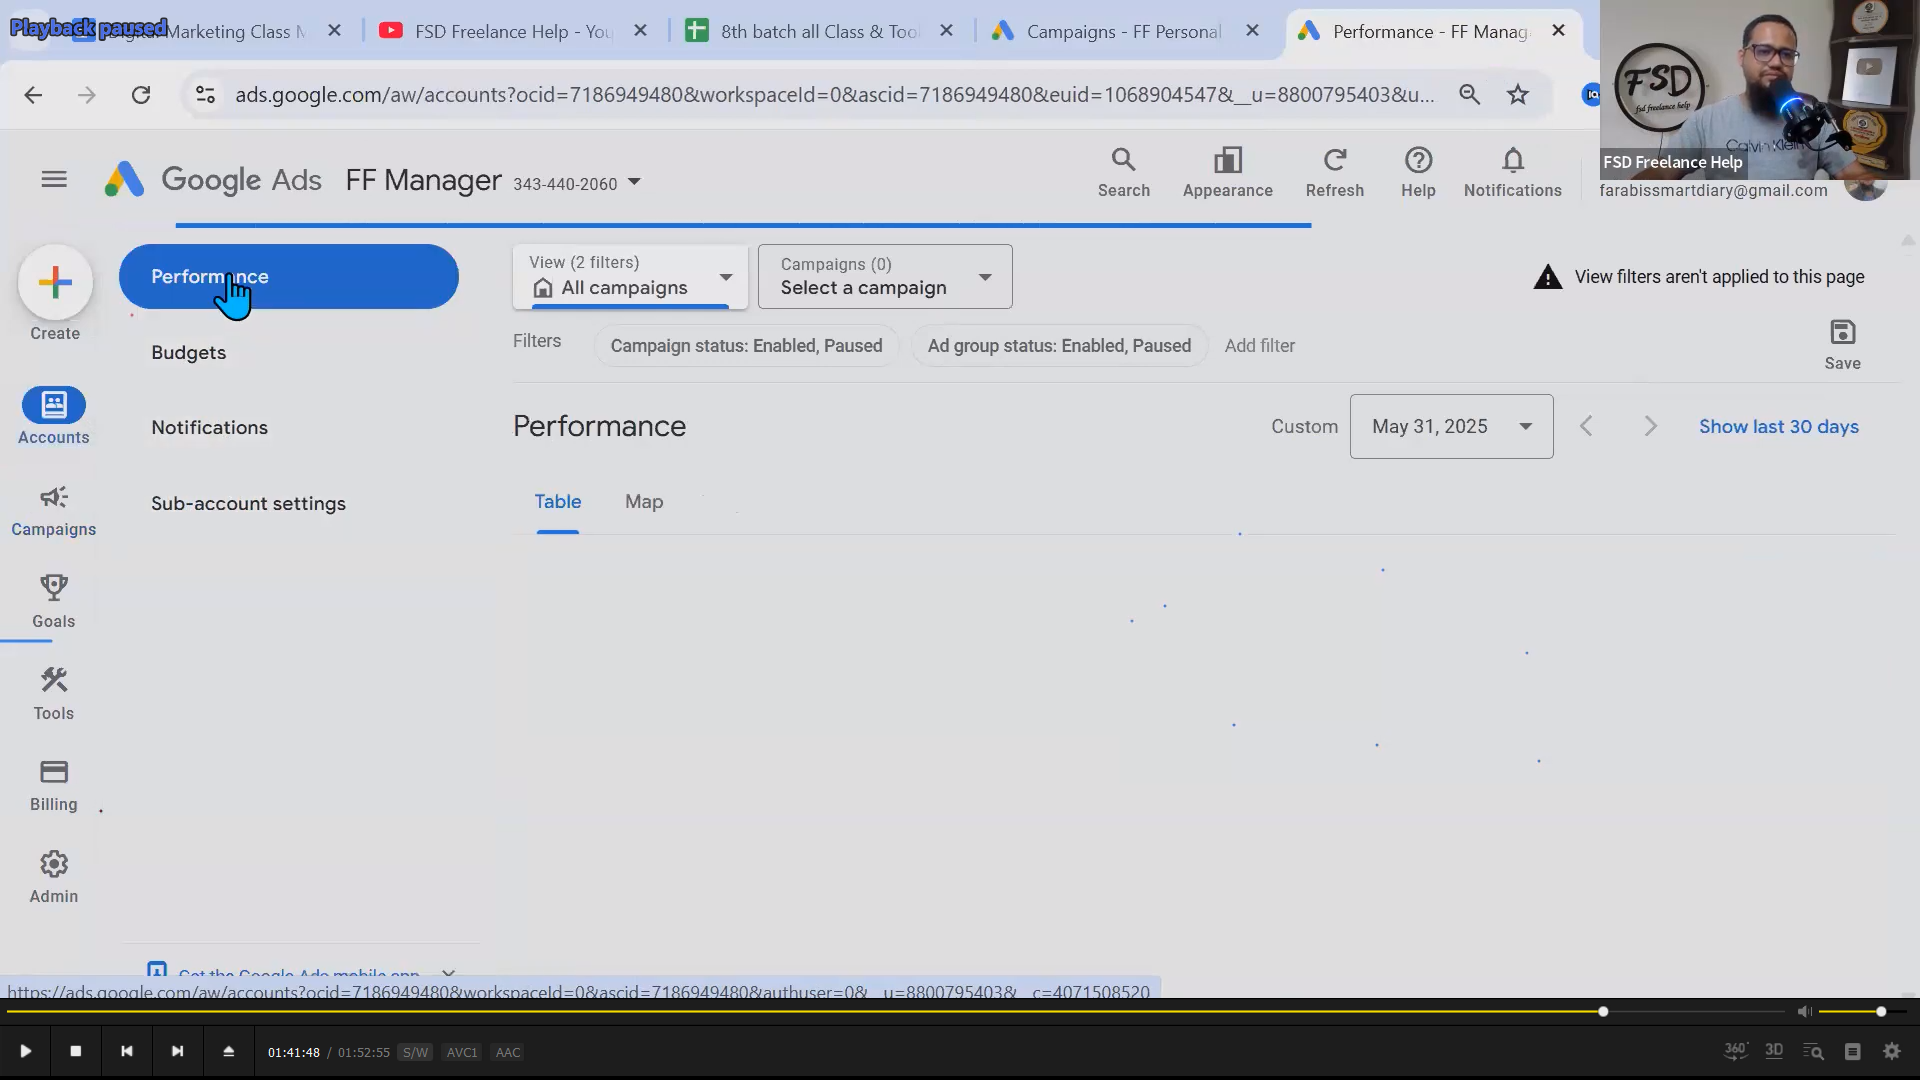 Playback paused
Digital Marketing Class M
FSD Freelance Help - You
8th batch all Class & Tool
Campaigns - FF Personal
Performance - FF Manag
ads.google.com/aw/accounts?ocid=7186949480&workspaceId=0&ascid=7186949480&euid=1068904547&__u=8800795403&u...
FSD
fsd freelance help
Calvin Klein
FSD Freelance Help
Google Ads
FF Manager 343-440-2060
Search
Appearance
Refresh
Help
Notifications
farabissmartdiary@gmail.com
Create
Accounts
Campaigns
Goals
Tools
Billing
Admin
Performance
Budgets
Notifications
Sub-account settings
View (2 filters)
All campaigns
Campaigns (0)
Select a campaign
View filters aren't applied to this page
Filters
Campaign status: Enabled, Paused
Ad group status: Enabled, Paused
Add filter
Save
Performance
Custom
May 31, 2025
Show last 30 days
Table
Map
Get the Google Ads mobile app
https://ads.google.com/aw/accounts?ocid=7186949480&workspaceId=0&ascid=7186949480&authuser=0&__u=8800795403&__c=4071508520
01:41:48 / 01:52:55 S/W AVC1 AAC
360°
3D